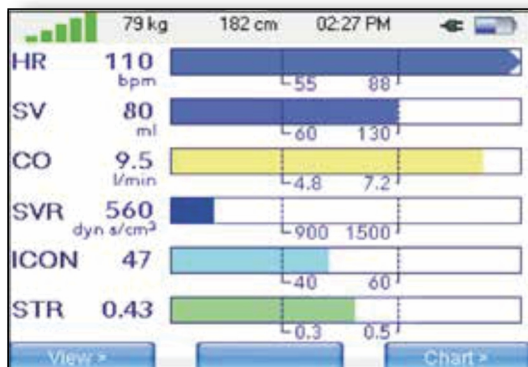 79 kg 182 cm 02:27 PM
HR 110
bpm
55 88
SV 80
ml
60 130
CO 9.5
l/min
4.8 7.2
SVR 560
dyn s/cm³
900 1500
ICON 47
40 60
STR 0.43
0.3 0.5
View » Chart »